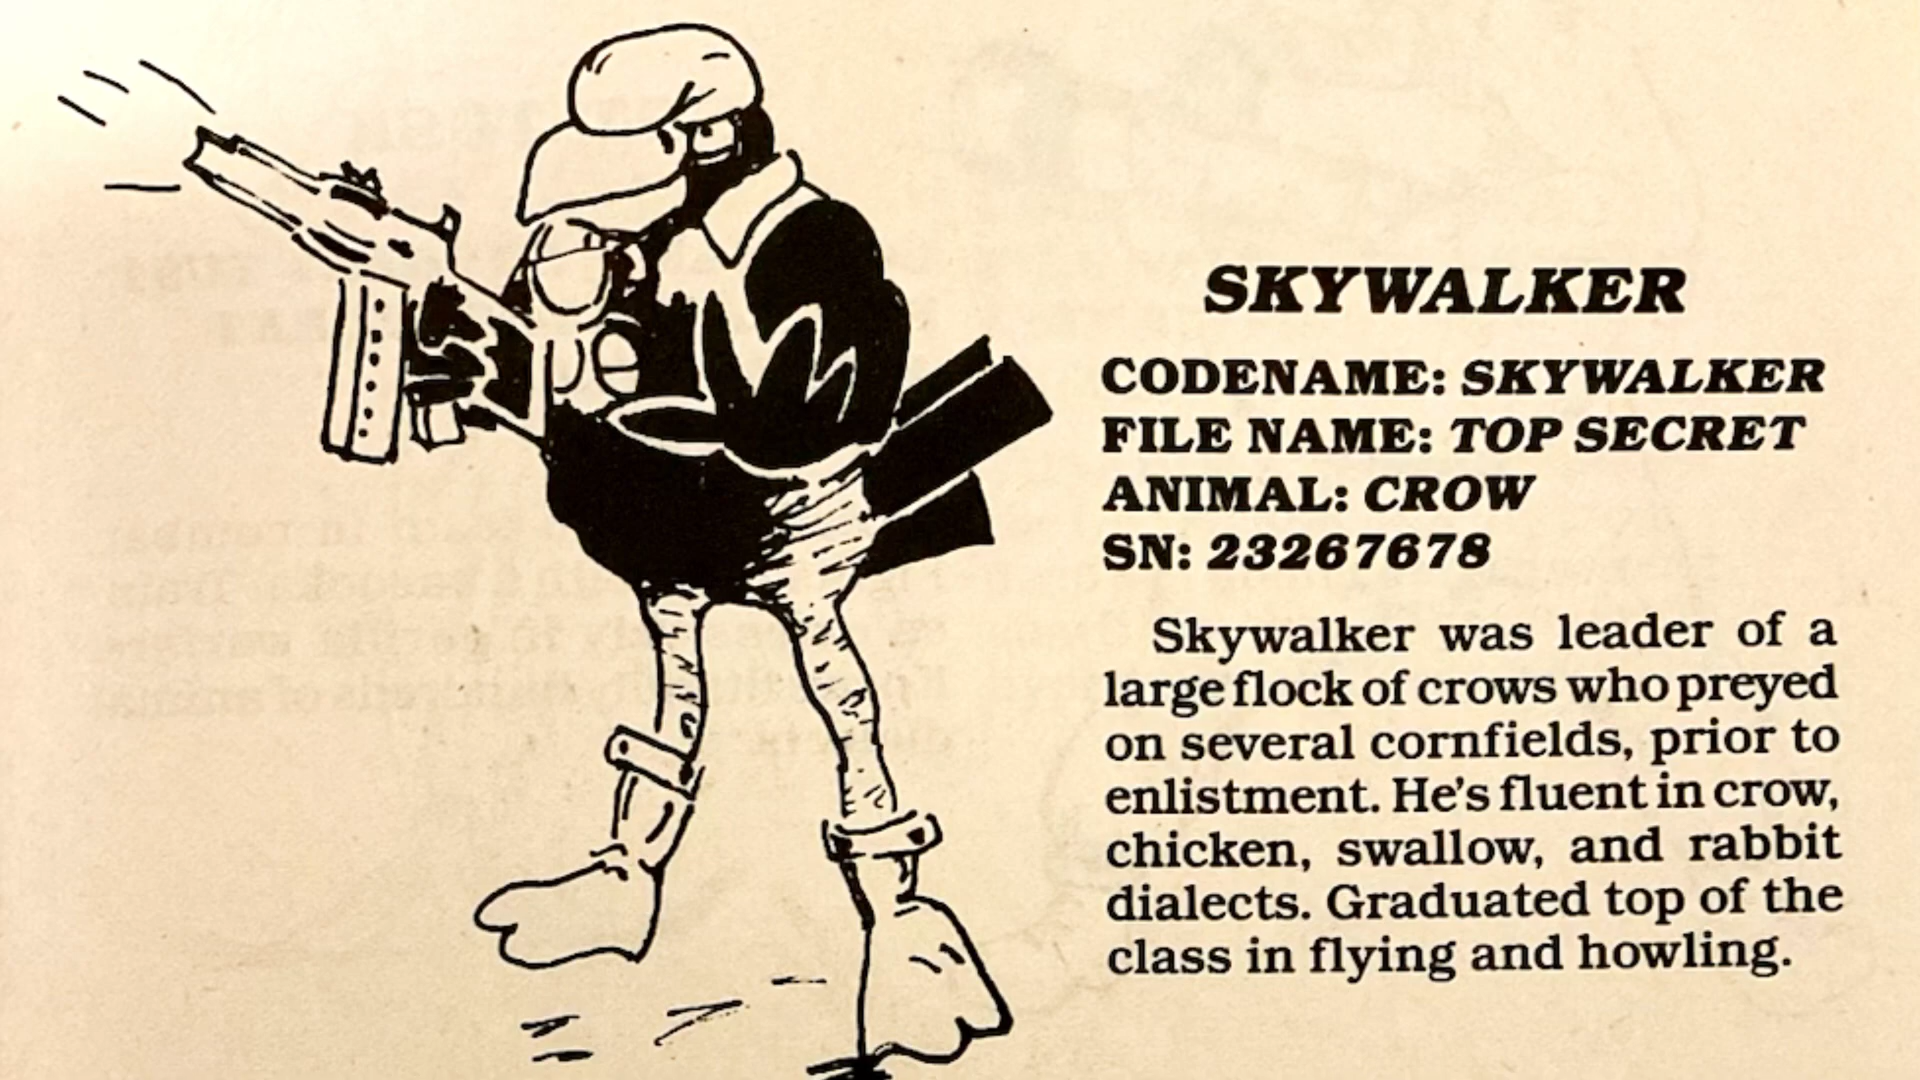 SKYWALKER
CODENAME: SKYWALKER
FILE NAME: TOP SECRET
ANIMAL: CROW
SN: 23267678
Skywalker was leader of a
large flock of crows who preyed
on several cornfields, prior to
enlistment. He's fluent in crow,
chicken, swallow, and rabbit
dialects. Graduated top of the
class in flying and howling.